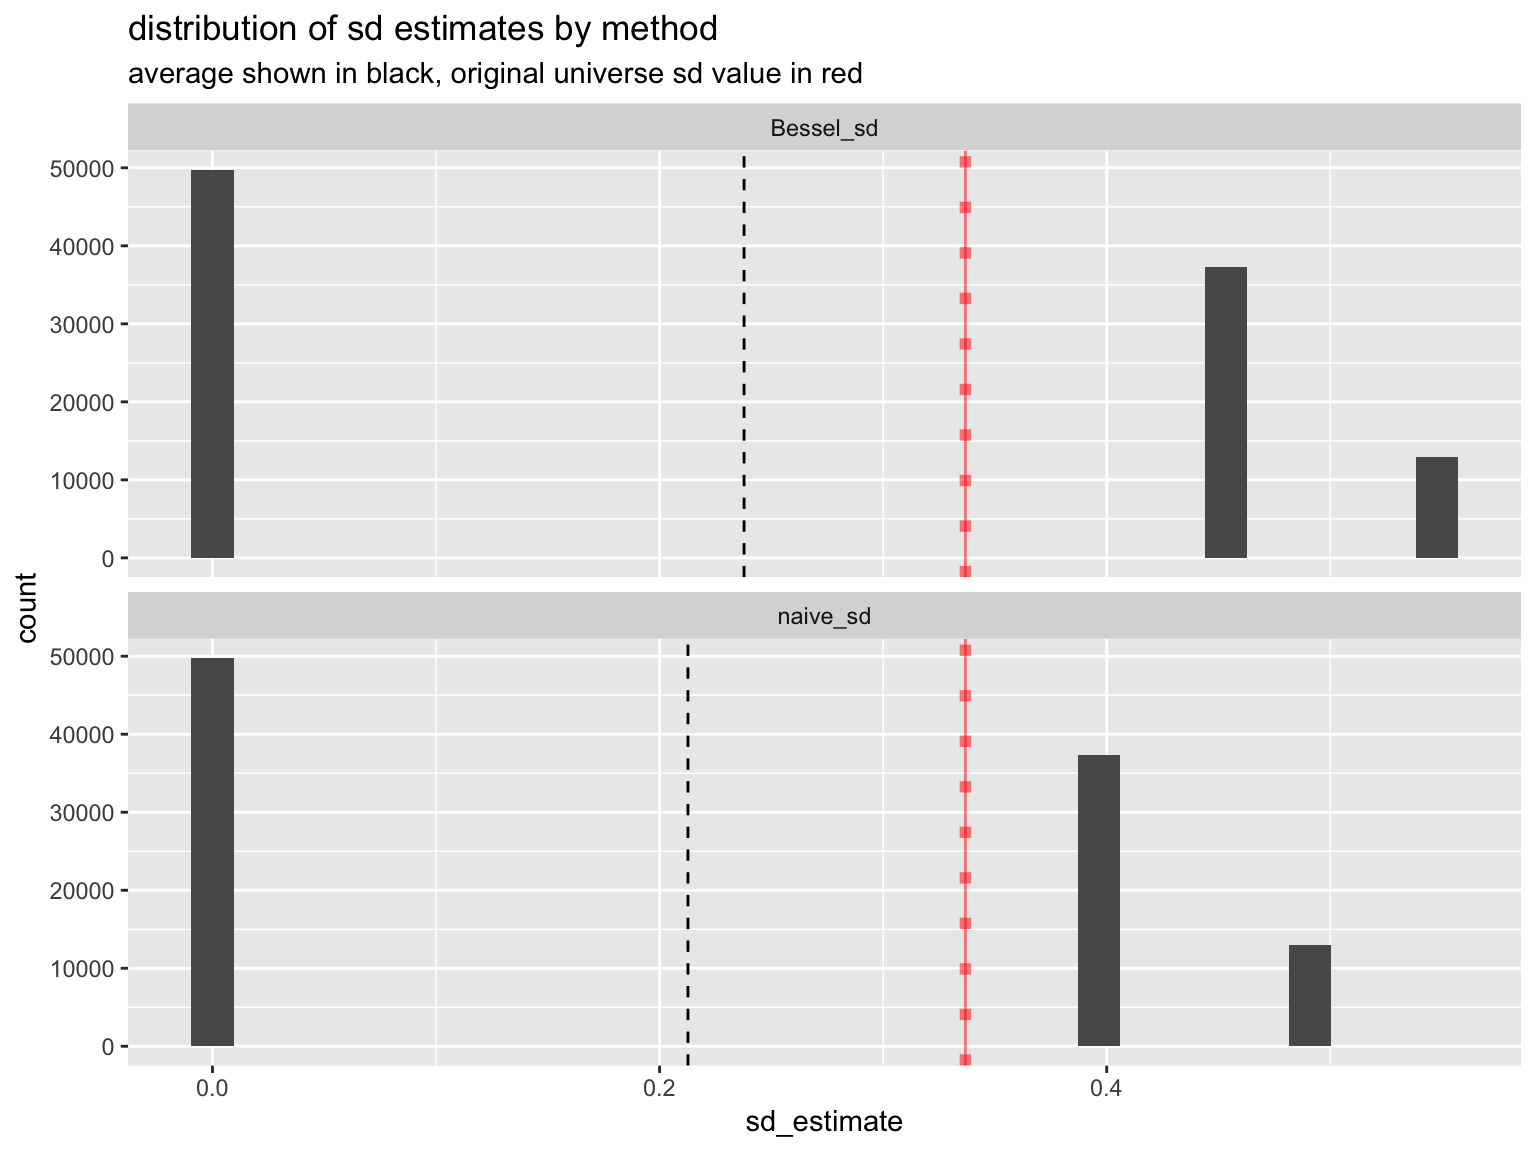 distribution of sd estimates by method
average shown in black, original universe sd value in red
Bessel_sd
50000
40000
30000
20000
10000
0
count
naive_sd
50000
40000
30000
20000
10000
0
0.0 0.2 0.4
sd_estimate